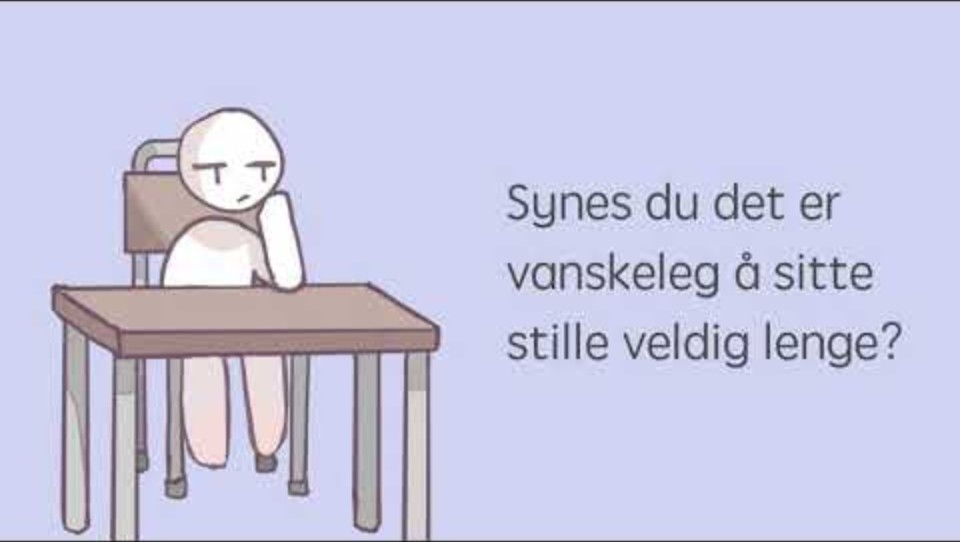 Synes du det er
vanskeleg å sitte
stille veldig lenge?